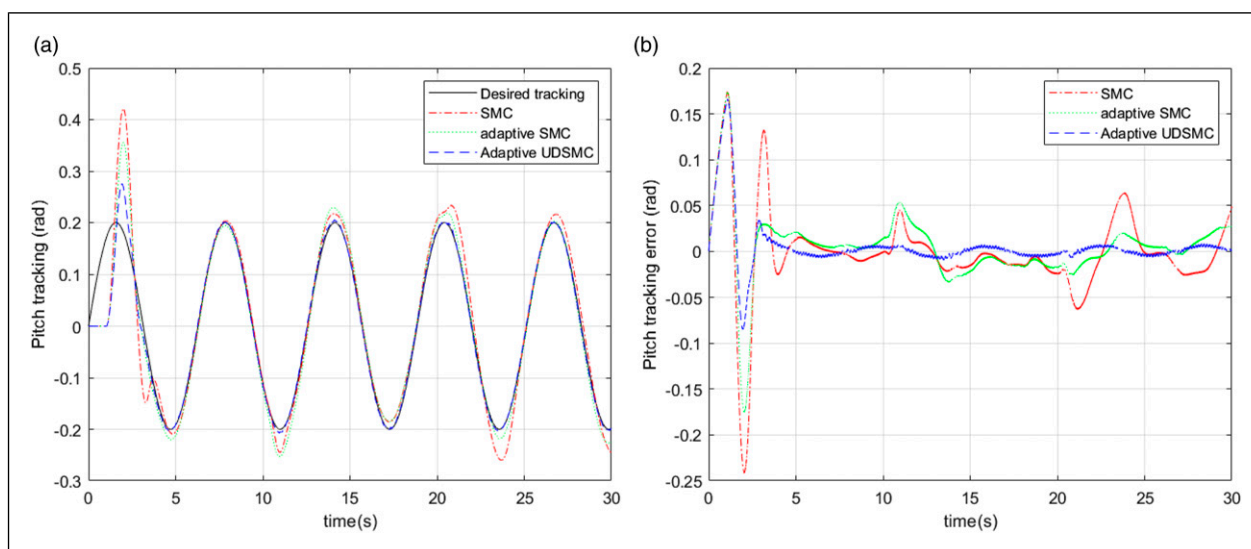 (a)
0.5
0.4
0.3
0.2
0.1
0
-0.1
-0.2
-0.3
Pitch tracking (rad)
0 5 10 15 20 25 30
time(s)
Desired tracking
SMC
adaptive SMC
Adaptive UDSMC
(b)
0.2
0.15
0.1
0.05
0
-0.05
-0.1
-0.15
-0.2
-0.25
Pitch tracking error (rad)
0 5 10 15 20 25 30
time(s)
SMC
adaptive SMC
Adaptive UDSMC